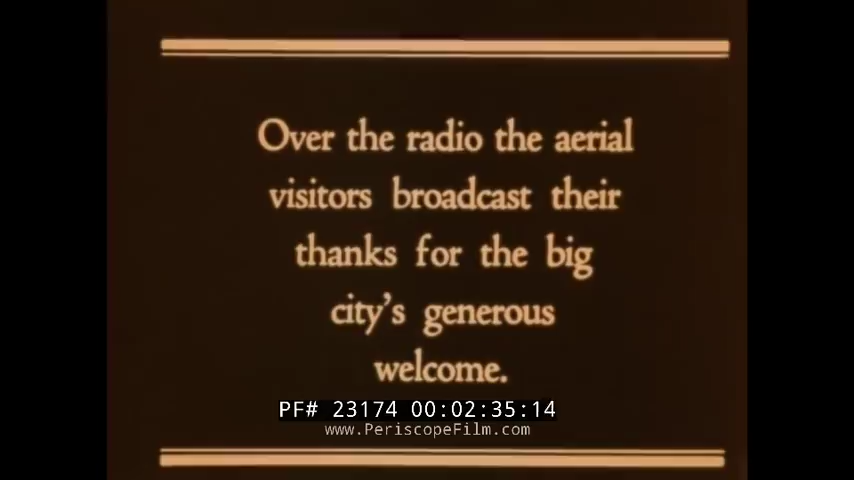 Over the radio the aerial
visitors broadcast their
thanks for the big
city's generous
welcome.
PF# 23174 00:02:35:14
www.PeriscopeFilm.com